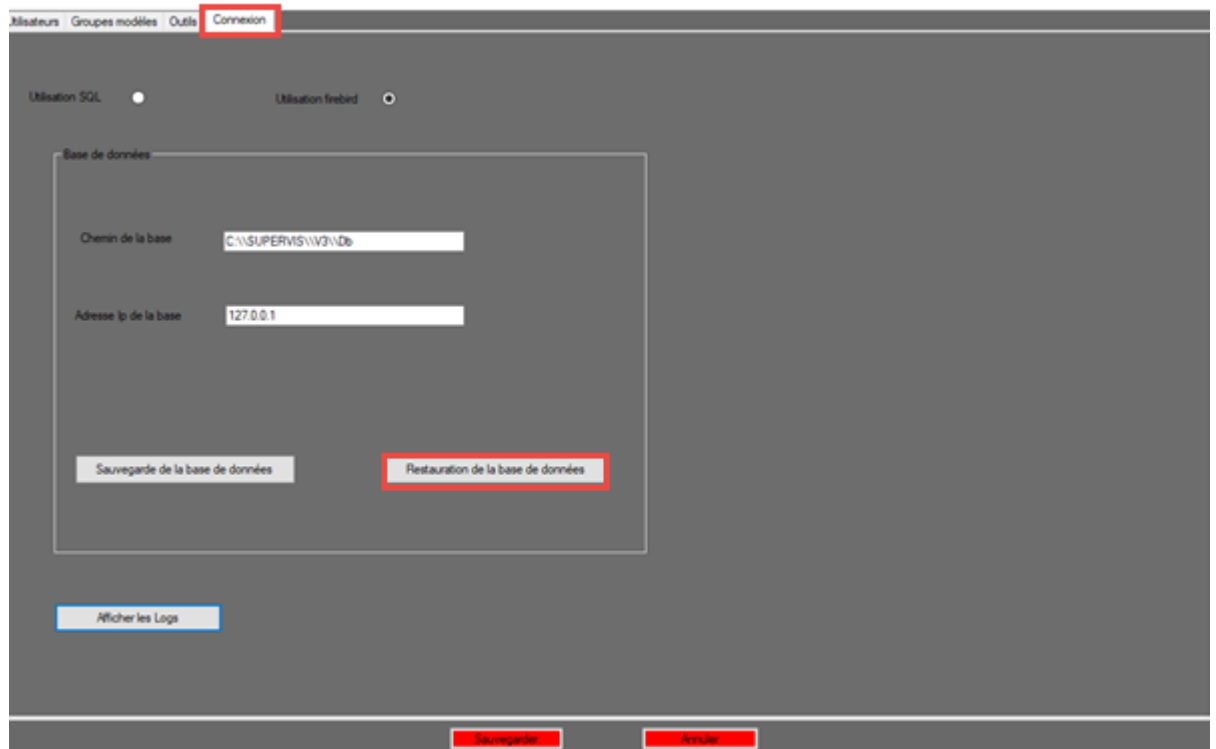 Utilisateurs Groupes modèles Outils Connexion
Utilisation SQL Utilisation firebird
Base de données
Chemin de la base C:\\SUPERVIS\\V3\\Db
Adresse Ip de la base 127.0.0.1
Sauvegarde de la base de données Restauration de la base de données
Afficher les Logs
Sauvegarder Annuler